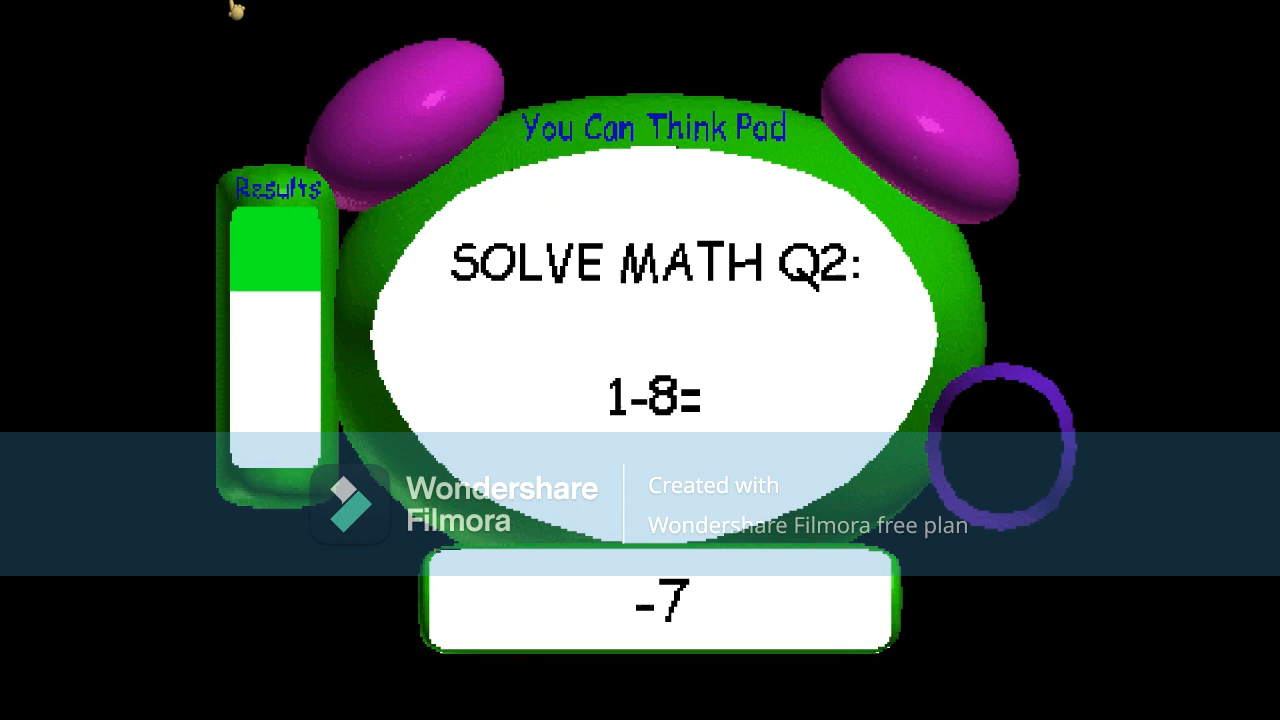 You Can Think Pad
Results
SOLVE MATH Q2:
1-8=
Wondershare
Filmora
Created with
Wondershare Filmora free plan
-7